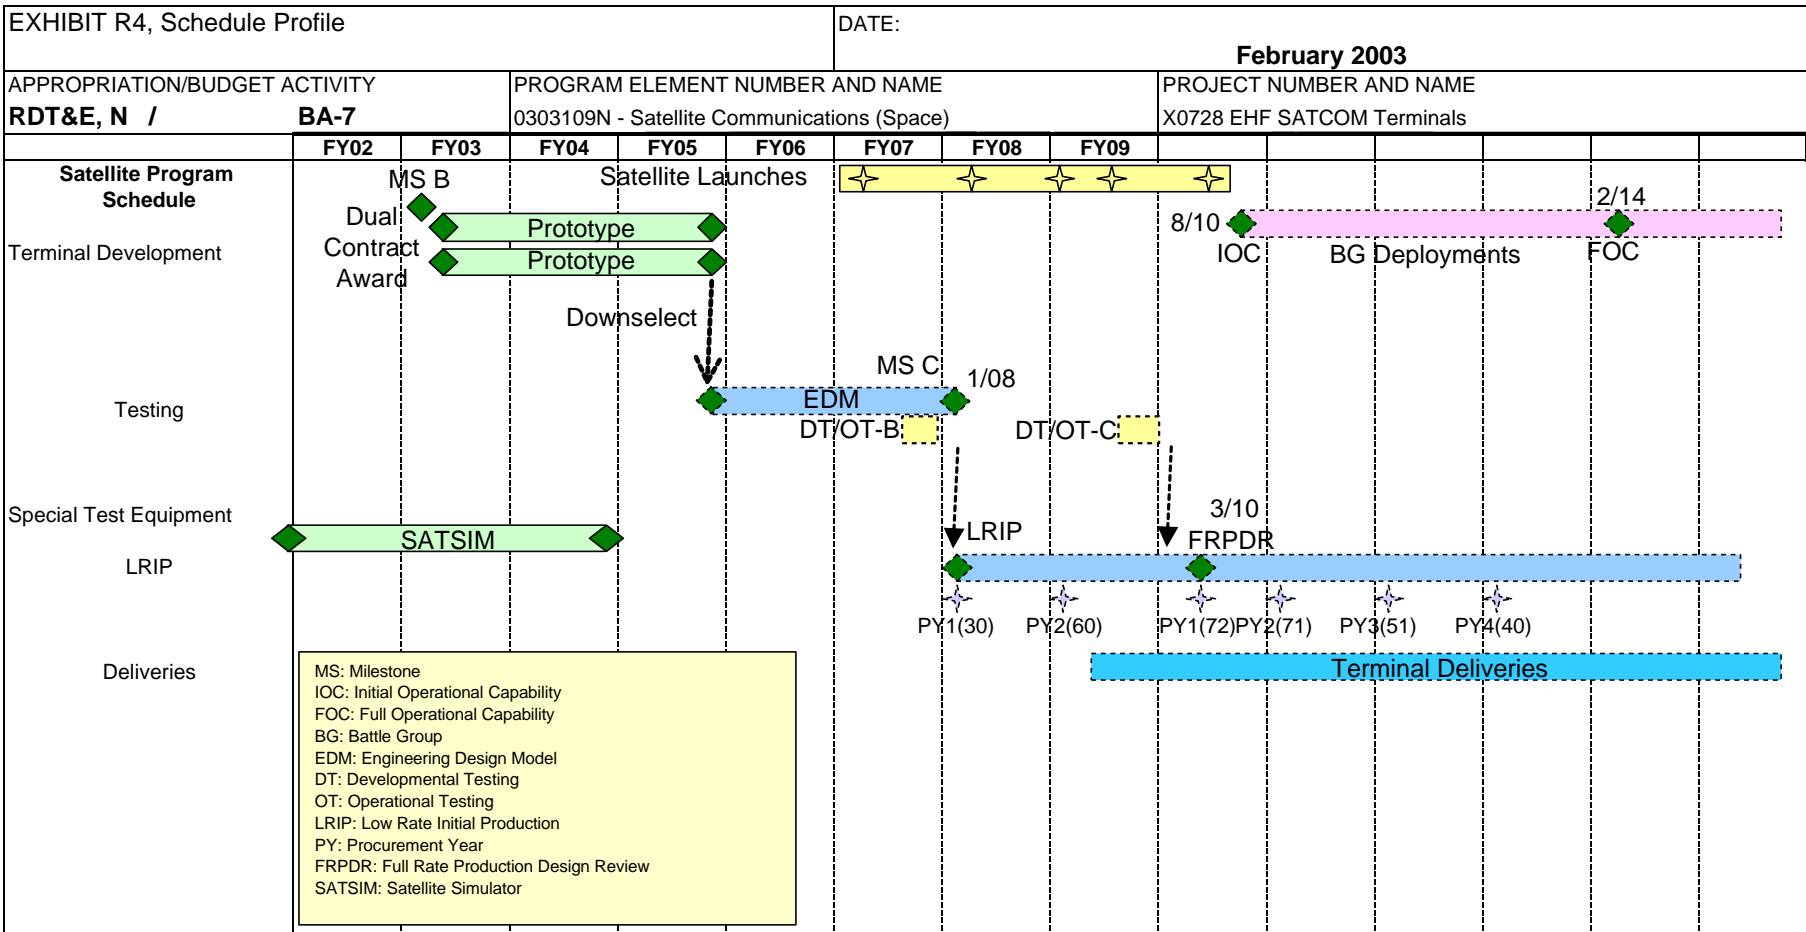 EXHIBIT R4, Schedule Profile
DATE:
February 2003
APPROPRIATION/BUDGET ACTIVITY
PROGRAM ELEMENT NUMBER AND NAME
PROJECT NUMBER AND NAME
RDT&E, N / BA-7
0303109N - Satellite Communications (Space)
X0728 EHF SATCOM Terminals
FY02 FY03 FY04 FY05 FY06 FY07 FY08 FY09
Satellite Program
Schedule
MS B
Satellite Launches
Dual
Contract
Award
Prototype
Prototype
8/10
IOC
BG Deployments
2/14
FOC
Terminal Development
Downselect
MS C
1/08
Testing
EDM
DT/OT-B
DT/OT-C
Special Test Equipment
SATSIM
LRIP
3/10
FRPDR
LRIP
PY1(30) PY2(60) PY1(72) PY2(71) PY3(51) PY4(40)
Deliveries
Terminal Deliveries
MS: Milestone
IOC: Initial Operational Capability
FOC: Full Operational Capability
BG: Battle Group
EDM: Engineering Design Model
DT: Developmental Testing
OT: Operational Testing
LRIP: Low Rate Initial Production
PY: Procurement Year
FRPDR: Full Rate Production Design Review
SATSIM: Satellite Simulator